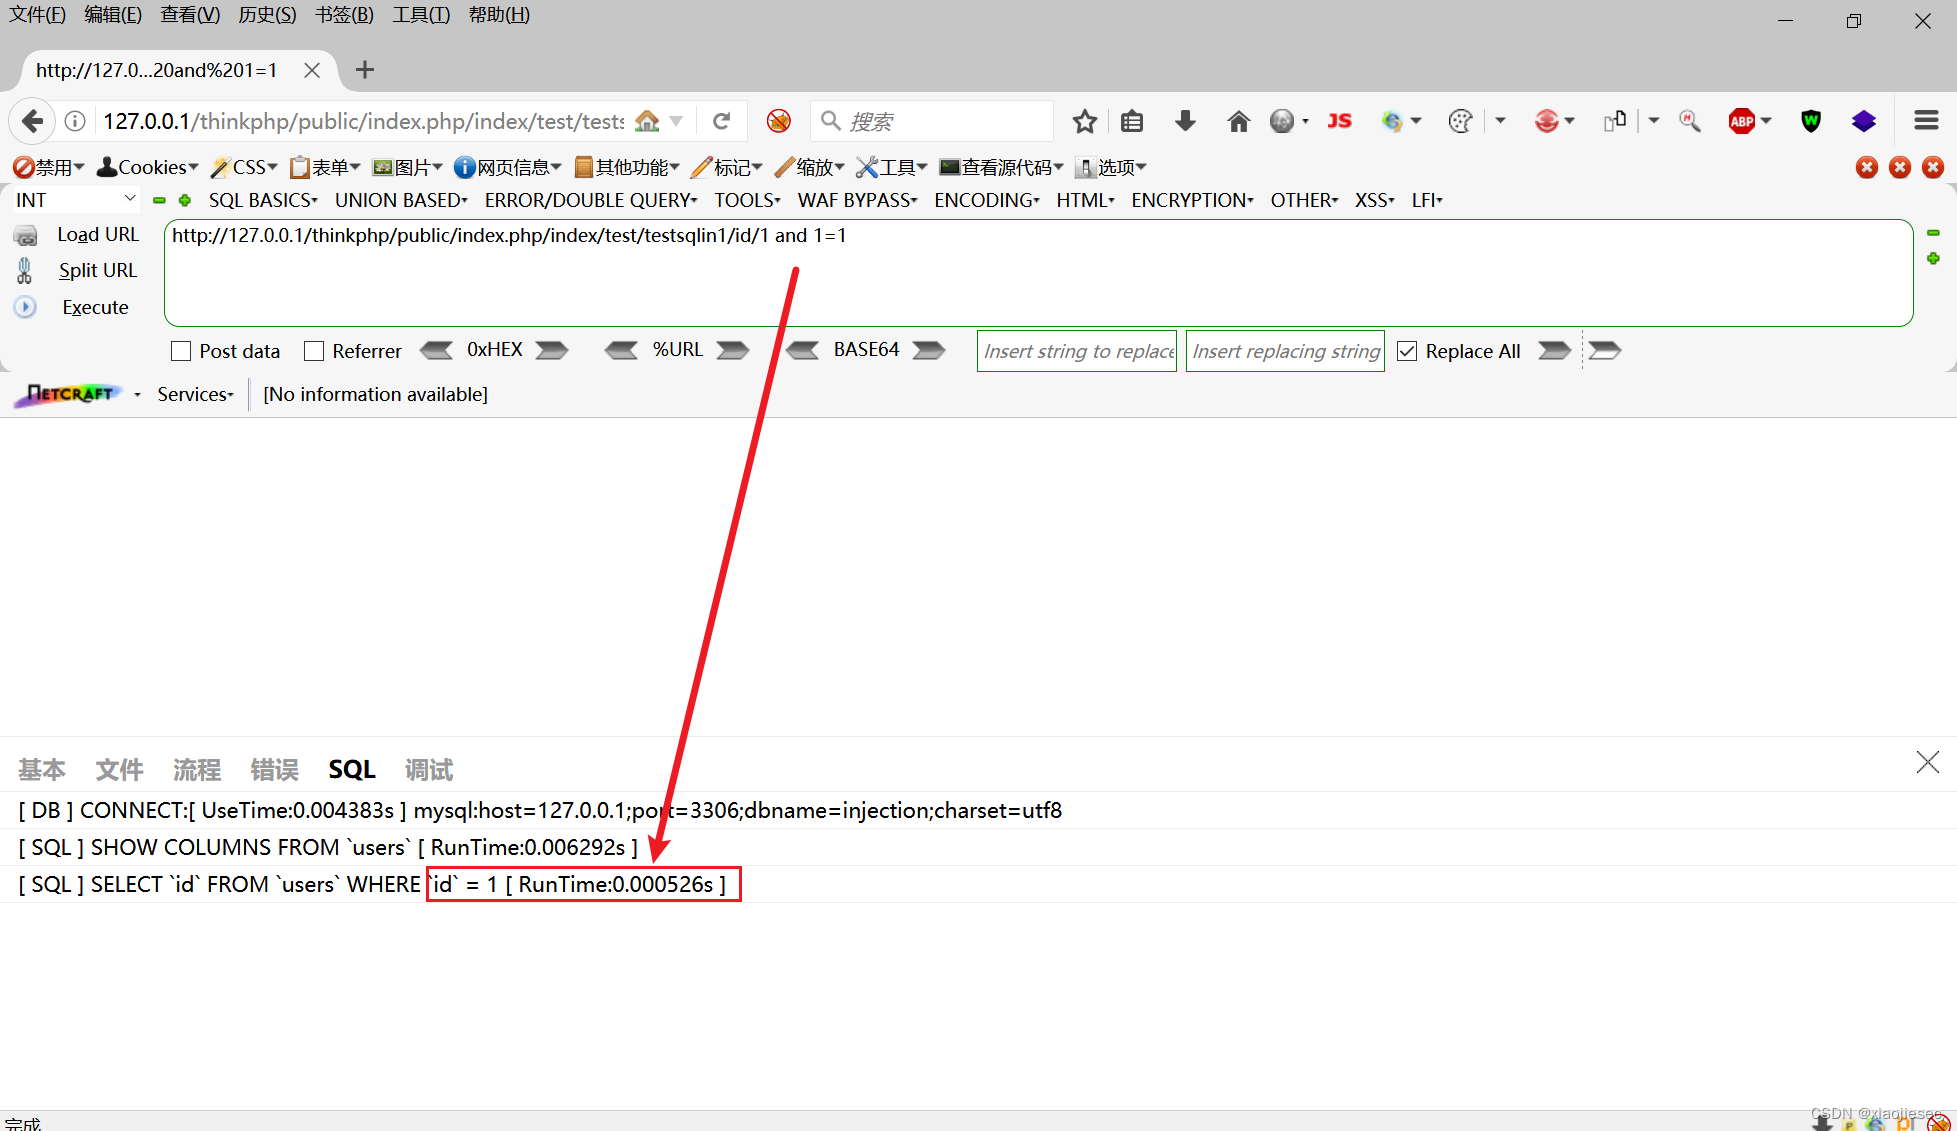 文件(F) 编辑(E) 查看(V) 历史(S) 书签(B) 工具(T) 帮助(H)
http://127.0...20and%201=1
127.0.0.1/thinkphp/public/index.php/index/test/tests 搜索 JS ABP W
禁用 Cookies CSS 表单 图片 网页信息 其他功能 标记 缩放 工具 查看源代码 选项
INT SQL BASICS UNION BASED ERROR/DOUBLE QUERY TOOLS WAF BYPASS ENCODING HTML ENCRYPTION OTHER XSS LFI
Load URL http://127.0.0.1/thinkphp/public/index.php/index/test/testsqlin1/id/1 and 1=1
Split URL
Execute
Post data Referrer 0xHEX %URL BASE64 Insert string to replace Insert replacing string Replace All
NETCRAFT Services [No information available]
基本 文件 流程 错误 SQL 调试
[ DB ] CONNECT:[ UseTime:0.004383s ] mysql:host=127.0.0.1;port=3306;dbname=injection;charset=utf8
[ SQL ] SHOW COLUMNS FROM `users` [ RunTime:0.006292s ]
[ SQL ] SELECT `id` FROM `users` WHERE `id` = 1 [ RunTime:0.000526s ]
CSDN @xiaojiesec
完成